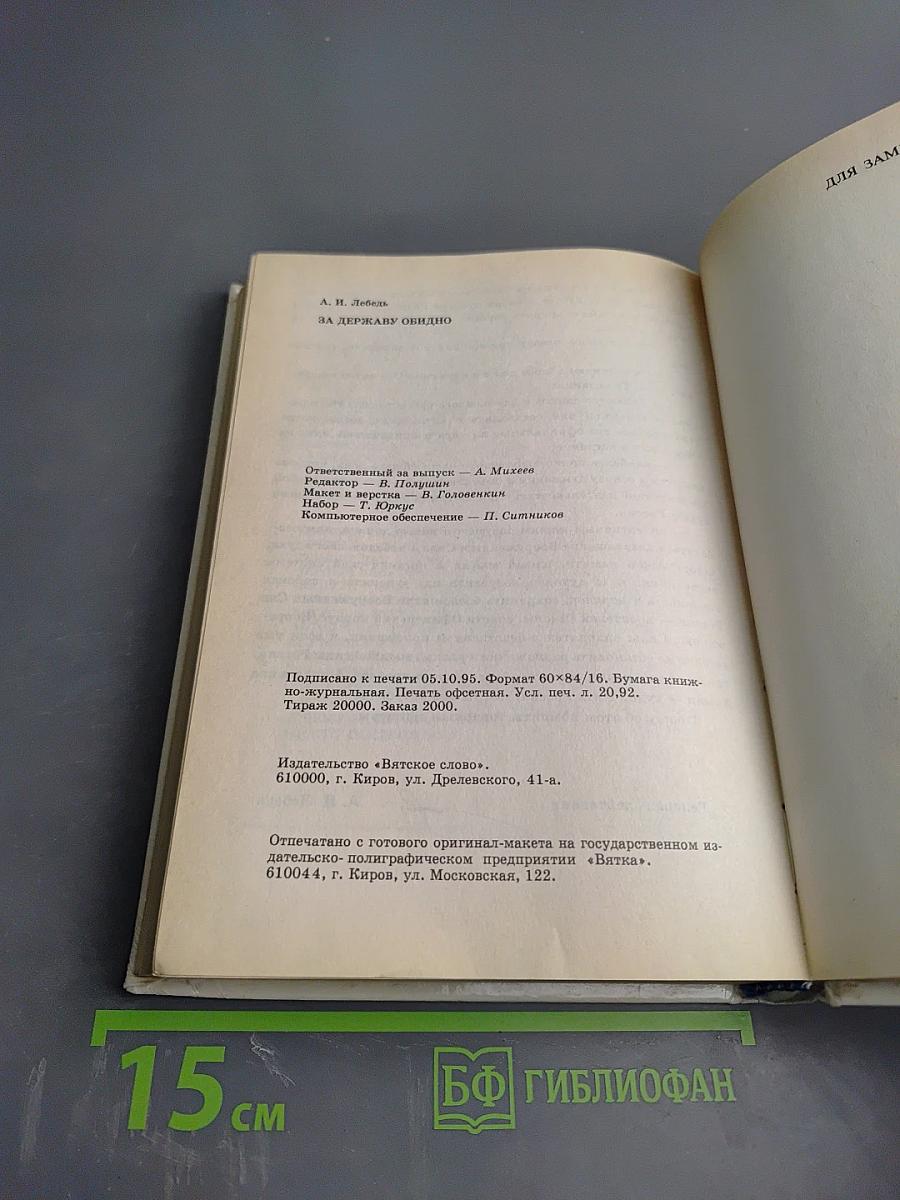 А. И. Лебедь
ЗА ДЕРЖАВУ ОБИДНО
Ответственный за выпуск — А. Михеев
Редактор — В. Полушин
Макет и верстка — В. Головенкин
Набор — Т. Юркус
Компьютерное обеспечение — П. Ситников
Подписано к печати 05.10.95. Формат 60×84/16. Бумага книж-
но-журнальная. Печать офсетная. Усл. печ. л. 20,92.
Тираж 20000. Заказ 2000.
Издательство «Вятское слово».
610000, г. Киров, ул. Дрелевского, 41-а.
Отпечатано с готового оригинал-макета на государственном из-
дательско-полиграфическом предприятии «Вятка».
610044, г. Киров, ул. Московская, 122.
ДЛЯ ЗАМ
15 см
БФ ГИБЛИОФАН